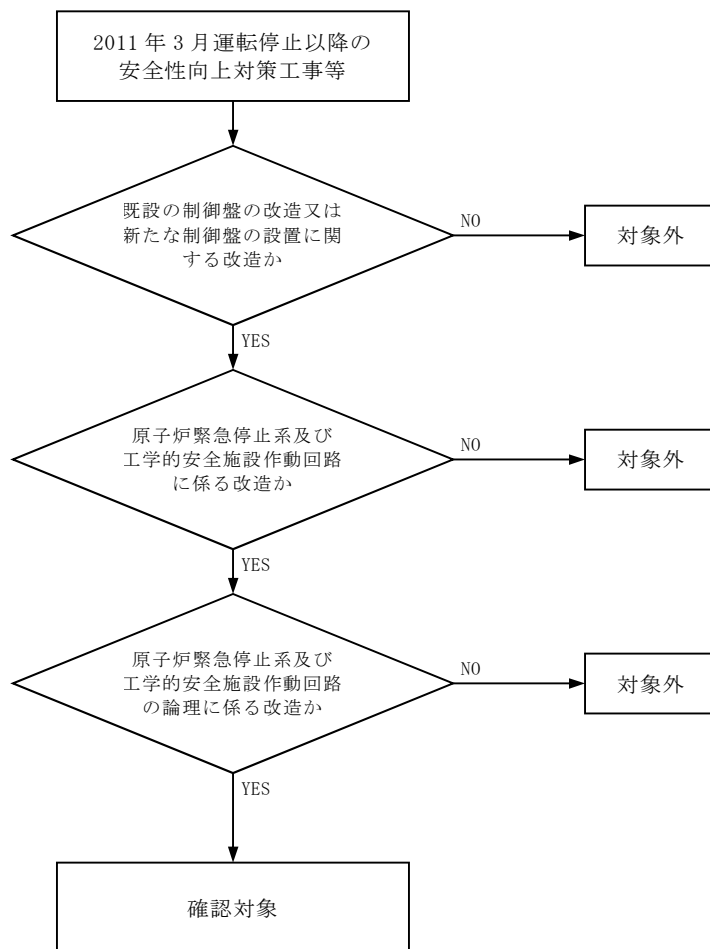 2011年3月運転停止以降の
安全性向上対策工事等
既設の制御盤の改造又は
新たな制御盤の設置に関
する改造か
NO
対象外
YES
原子炉緊急停止系及び
工学的安全施設作動回路
に係る改造か
NO
対象外
YES
原子炉緊急停止系及び
工学的安全施設作動回路
の論理に係る改造か
NO
対象外
YES
確認対象